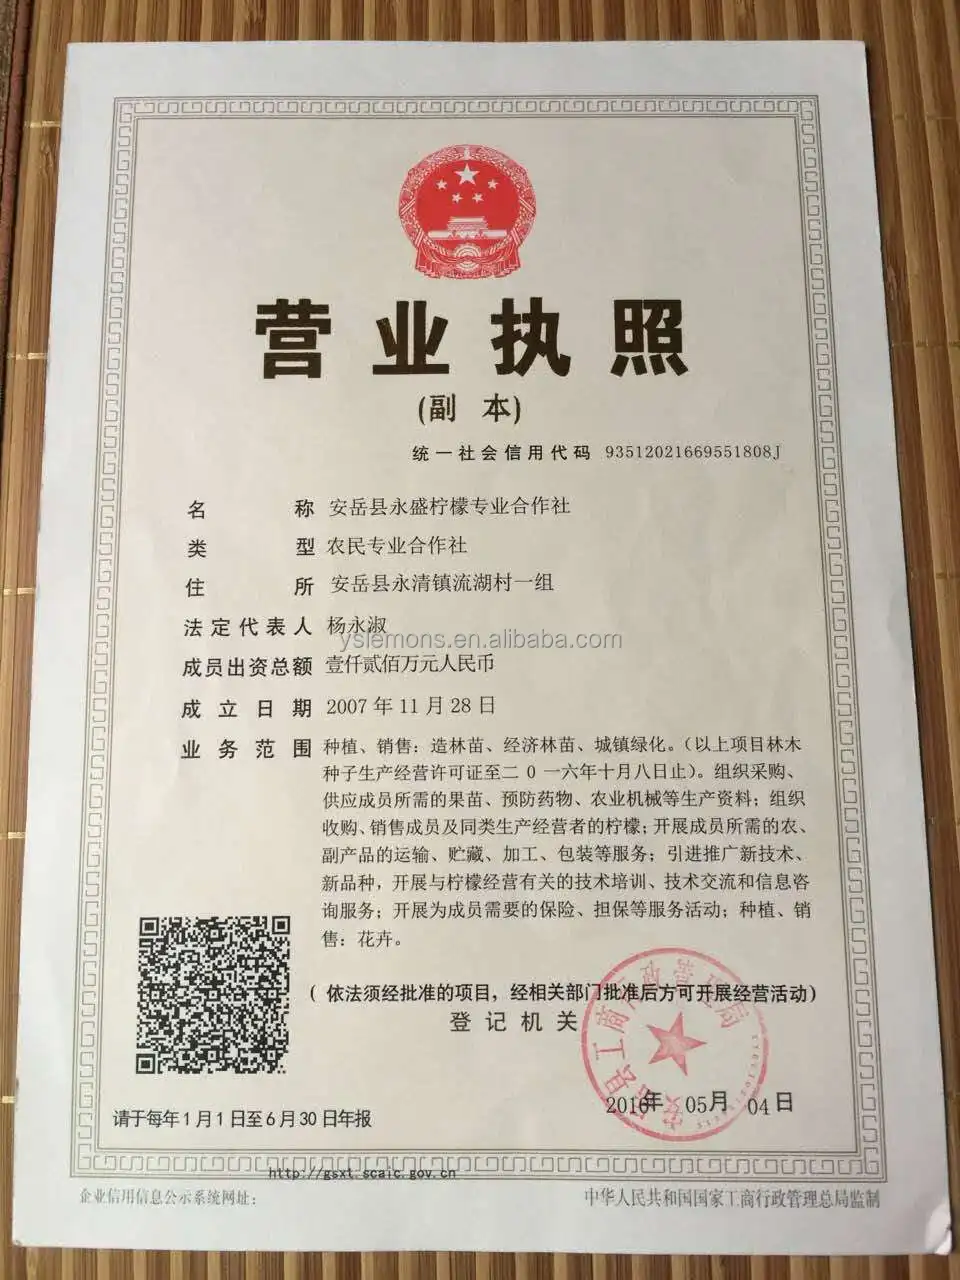 营业执照
(副 本)
统一社会信用代码 93512021669551808J
名 称 安岳县永盛柠檬专业合作社
类 型 农民专业合作社
住 所 安岳县永清镇流湖村一组
法定代表人 杨永淑
yslemons.en.alibaba.com
成员出资总额 壹仟贰佰万元人民币
成立日期 2007年11月28日
业务范围 种植、销售：造林苗、经济林苗、城镇绿化。（以上项目林木
种子生产经营许可证至二0一六年十月八日止）。组织采购、
供应成员所需的果苗、预防药物、农业机械等生产资料；组织
收购、销售成员及同类生产经营者的柠檬；开展成员所需的农、
副产品的运输、贮藏、加工、包装等服务；引进推广新技术、
新品种，开展与柠檬经营有关的技术培训、技术交流和信息咨
询服务；开展为成员需要的保险、担保等服务活动；种植、销
售：花卉。
（依法须经批准的项目，经相关部门批准后方可开展经营活动）
登记机关
安岳县工商行政管理局
2016年05月04日
请于每年1月1日至6月30日年报
http://gsxt.scaic.gov.cn
企业信用信息公示系统网址：
中华人民共和国国家工商行政管理总局监制